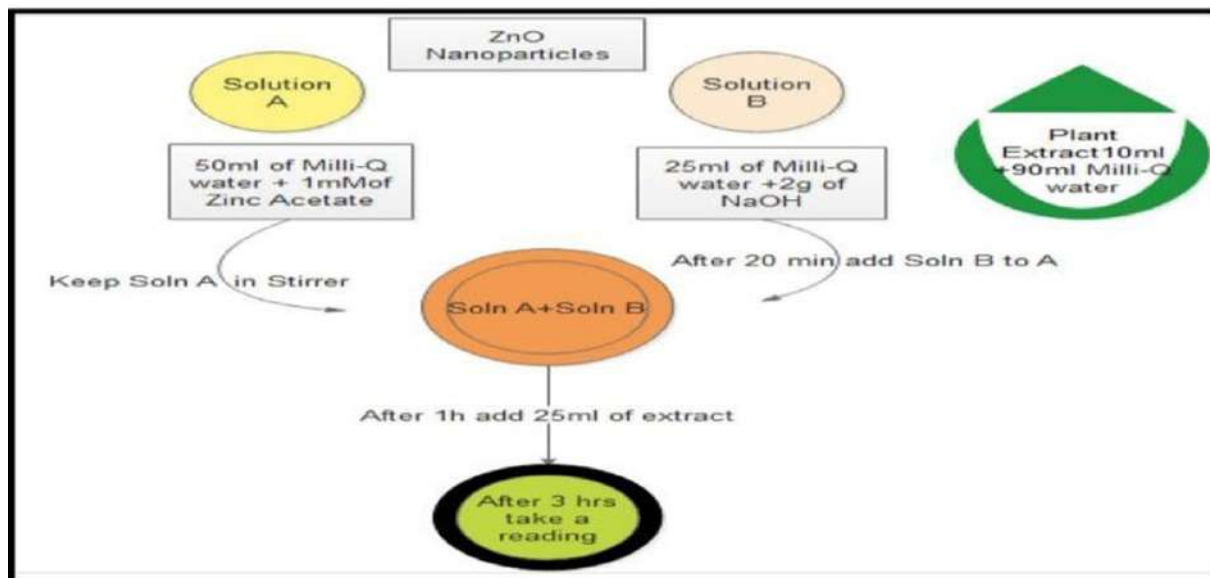 ZnO
Nanoparticles
Solution
A
Solution
B
50ml of Milli-Q
water + 1mMof
Zinc Acetate
25ml of Milli-Q
water +2g of
NaOH
Plant
Extract10ml
+90ml Milli-Q
water
Keep Soln A in Stirrer
After 20 min add Soln B to A
Soln A+Soln B
After 1h add 25ml of extract
After 3 hrs
take a
reading